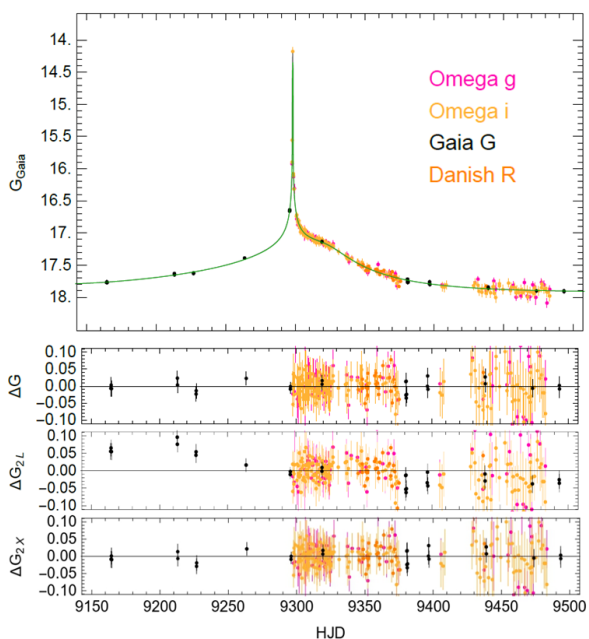 14.
14.5
15.
15.5
16.
16.5
17.
17.5
18.
G_Gaia
Omega g
Omega i
Gaia G
Danish R
0.10
0.05
0.00
−0.05
−0.10
ΔG
0.10
0.05
0.00
−0.05
−0.10
ΔG_2L
0.10
0.05
0.00
−0.05
−0.10
ΔG_2X
9150 9200 9250 9300 9350 9400 9450 9500
HJD